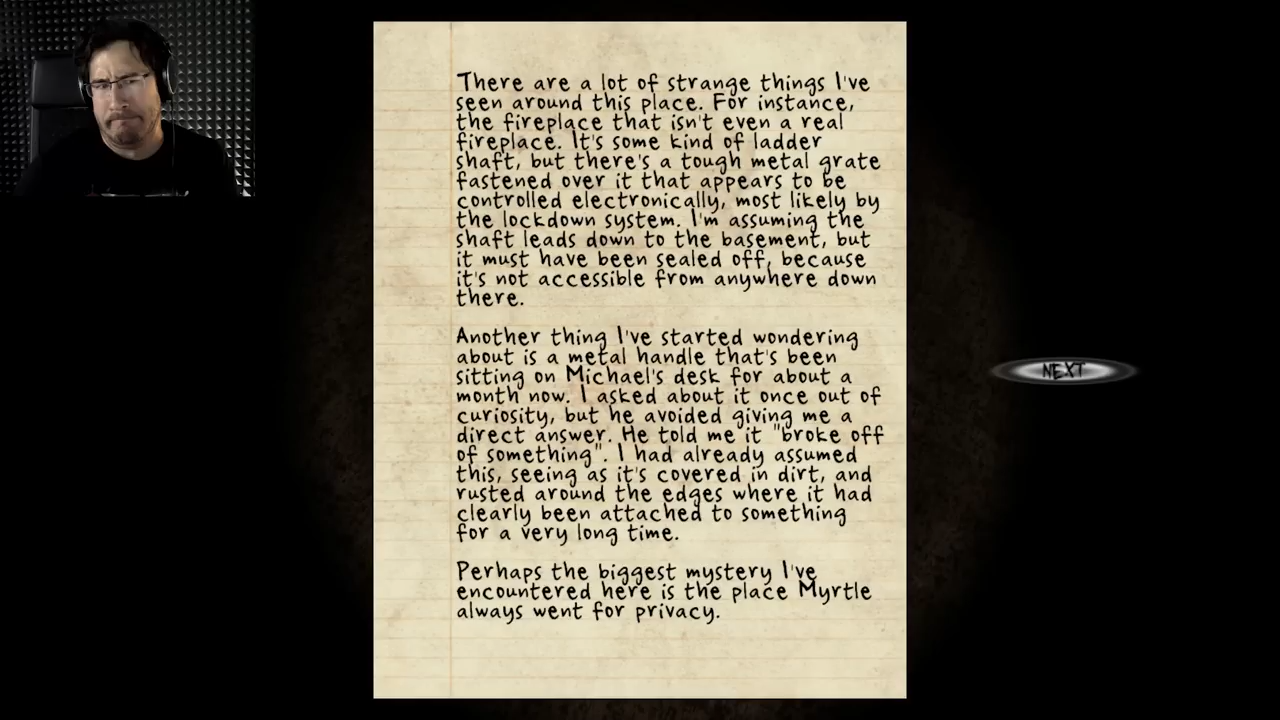 There are a lot of strange things I've
seen around this place. For instance,
the fireplace that isn't even a real
fireplace. It's some kind of ladder
shaft, but there's a tough metal grate
fastened over it that appears to be
controlled electronically, most likely by
the lockdown system. I'm assuming the
shaft leads down to the basement, but
it must have been sealed off, because
it's not accessible from anywhere down
there.
Another thing I've started wondering
about is a metal handle that's been
sitting on Michael's desk for about a
month now. I asked about it once out of
curiosity, but he avoided giving me a
direct answer. He told me it "broke off
of something". I had already assumed
this, seeing as it's covered in dirt, and
rusted around the edges where it had
clearly been attached to something
for a very long time.
Perhaps the biggest mystery I've
encountered here is the place Myrtle
always went for privacy.
NEXT